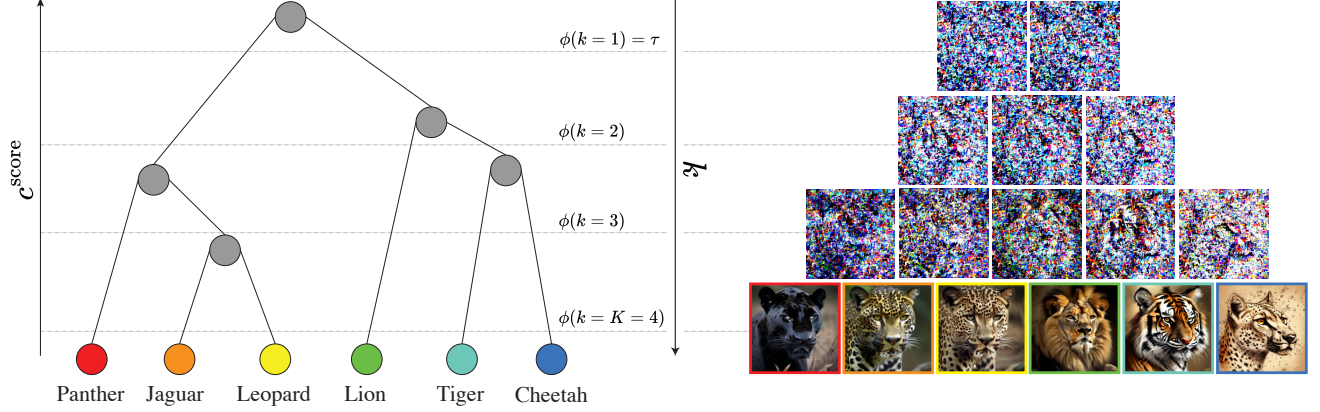 ϕ(k = 1) = τ
ϕ(k = 2)
c^score
k
ϕ(k = 3)
ϕ(k = K = 4)
Panther Jaguar Leopard Lion Tiger Cheetah